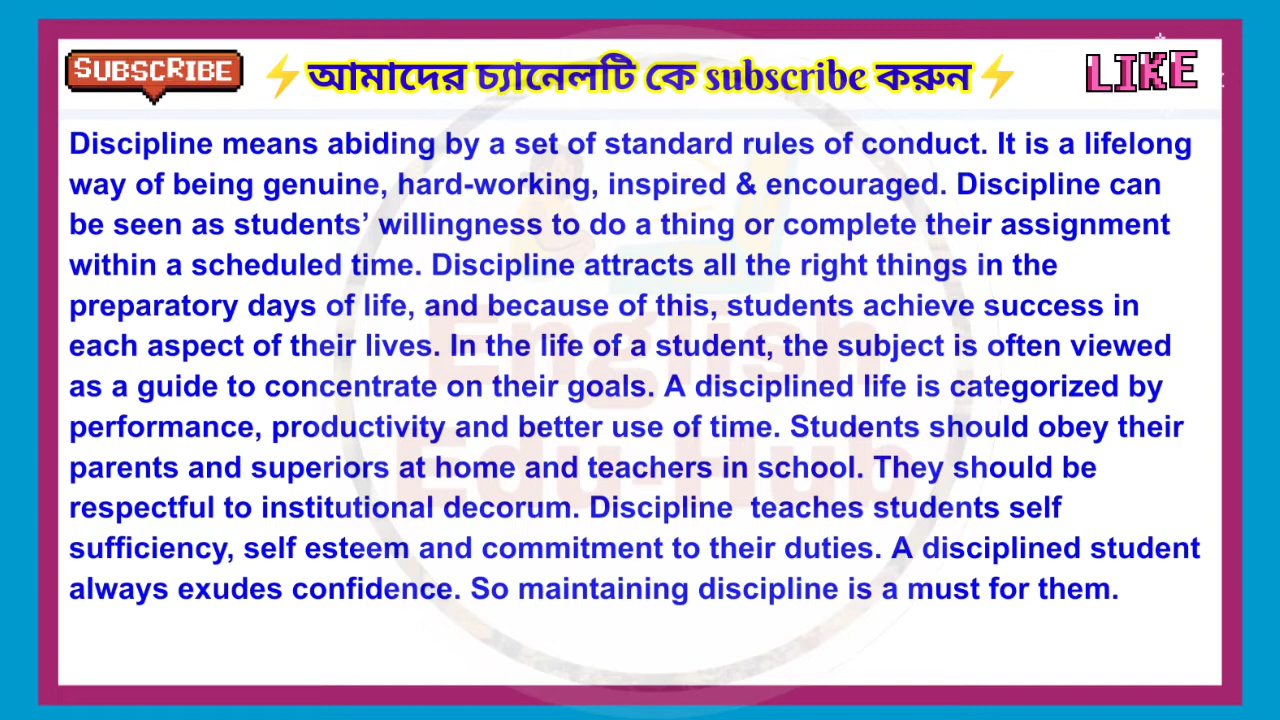 SUBSCRIBE
⚡আমাদের চ্যানেলটি কে subscribe করুন⚡
LIKE
Discipline means abiding by a set of standard rules of conduct. It is a lifelong
way of being genuine, hard-working, inspired & encouraged. Discipline can
be seen as students’ willingness to do a thing or complete their assignment
within a scheduled time. Discipline attracts all the right things in the
preparatory days of life, and because of this, students achieve success in
each aspect of their lives. In the life of a student, the subject is often viewed
as a guide to concentrate on their goals. A disciplined life is categorized by
performance, productivity and better use of time. Students should obey their
parents and superiors at home and teachers in school. They should be
respectful to institutional decorum. Discipline  teaches students self
sufficiency, self esteem and commitment to their duties. A disciplined student
always exudes confidence. So maintaining discipline is a must for them.
English
Edu-Hub